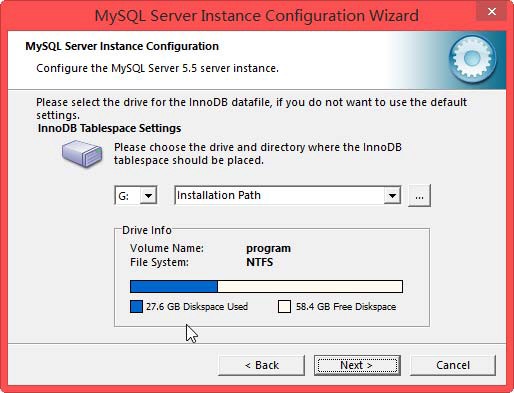 MySQL Server Instance Configuration Wizard
MySQL Server Instance Configuration
Configure the MySQL Server 5.5 server instance.
Please select the drive for the InnoDB datafile, if you do not want to use the default
settings.
InnoDB Tablespace Settings
Please choose the drive and directory where the InnoDB
tablespace should be placed.
G: Installation Path ...
Drive Info
Volume Name: program
File System: NTFS
27.6 GB Diskspace Used 58.4 GB Free Diskspace
< Back Next > Cancel